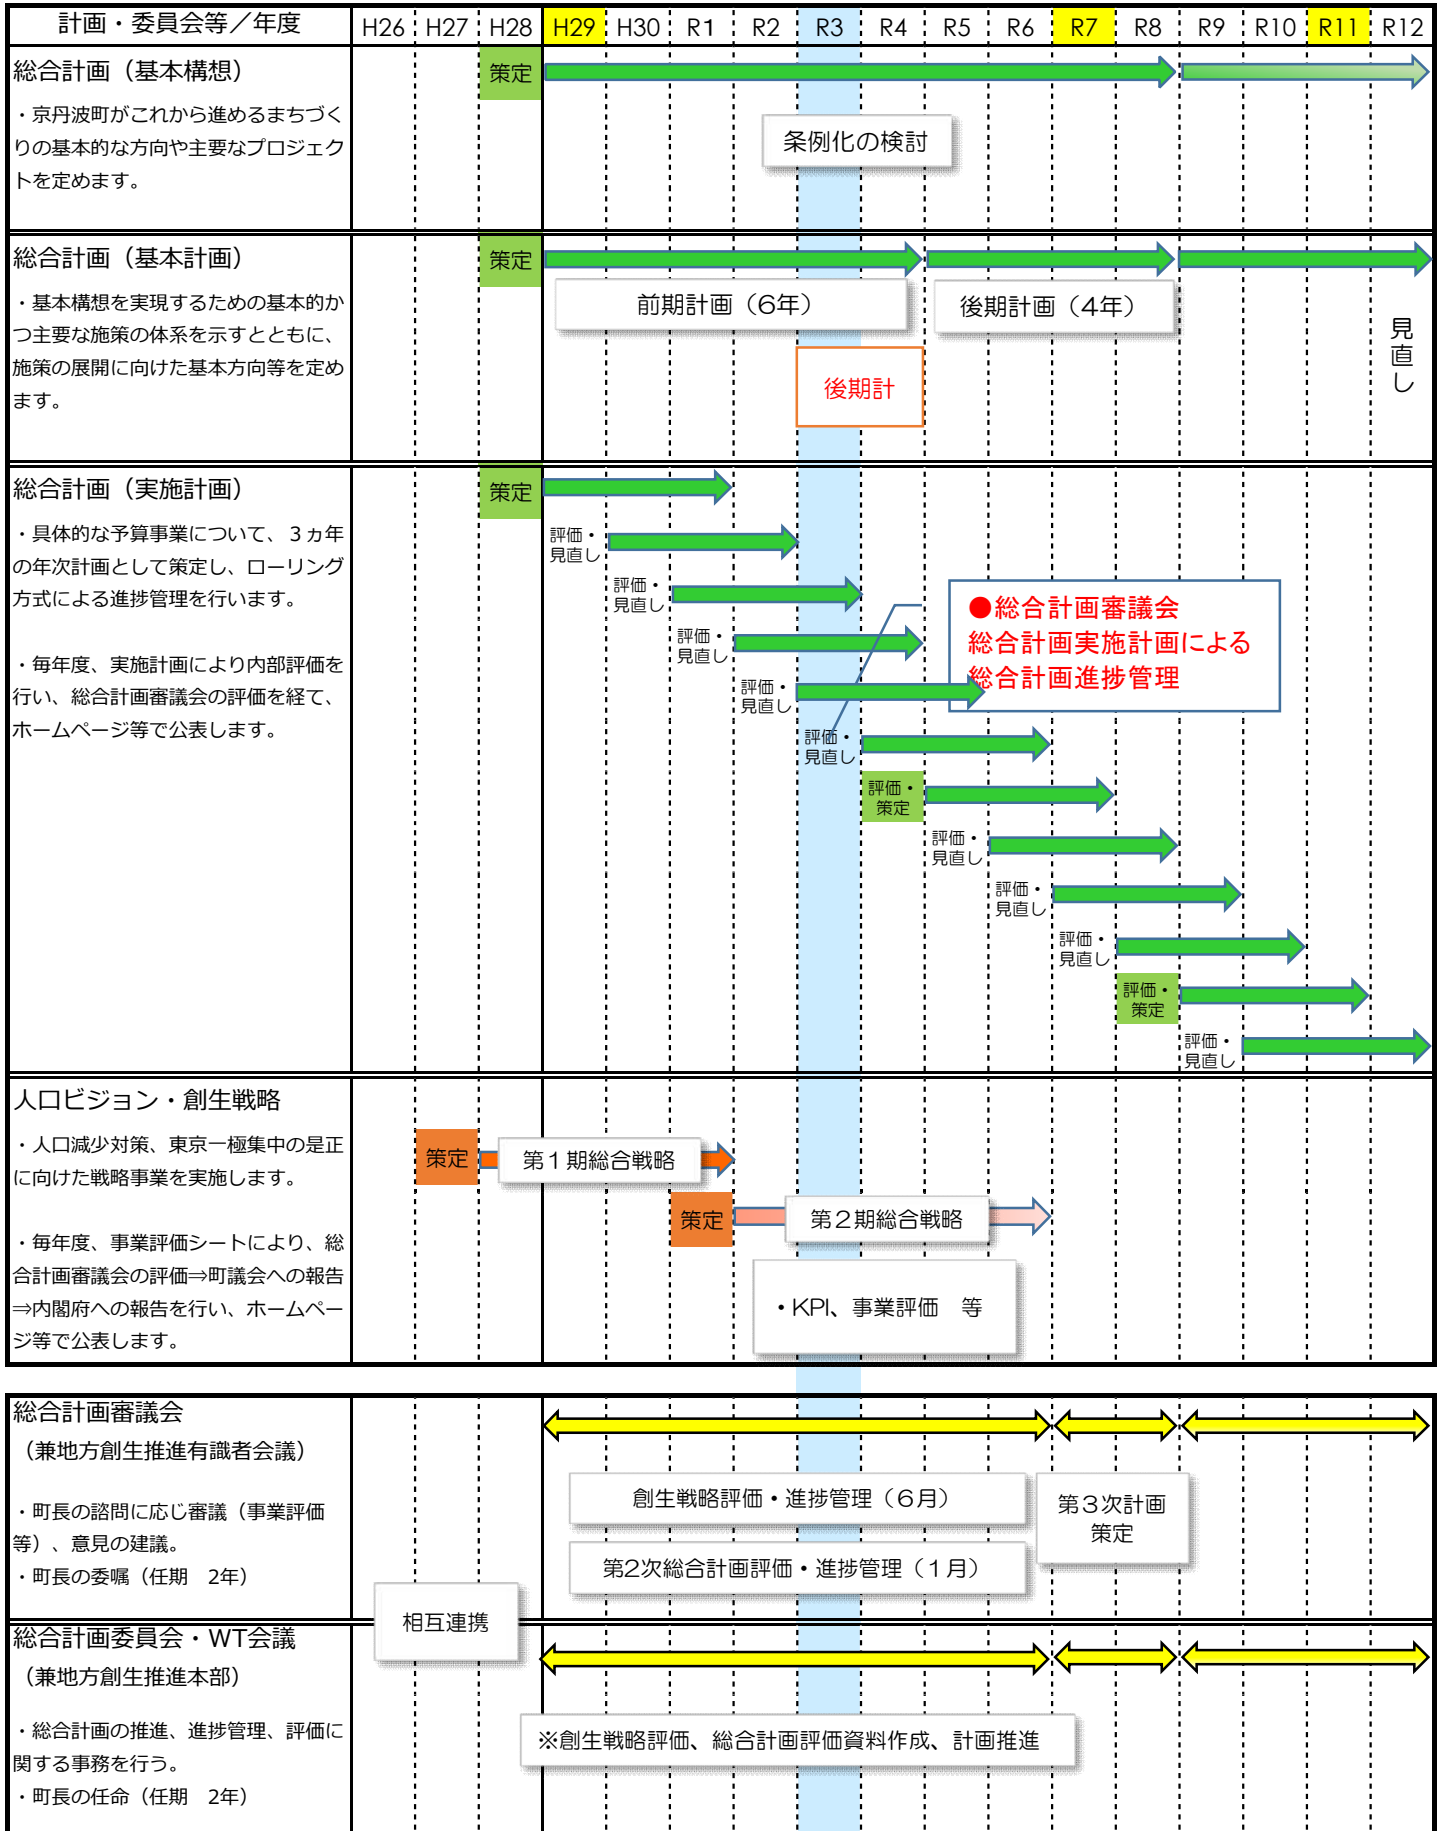 計画・委員会等／年度 H26 H27 H28 H29 H30 R1 R2 R3 R4 R5 R6 R7 R8 R9 R10 R11 R12
総合計画（基本構想）
・京丹波町がこれから進めるまちづく
りの基本的な方向や主要なプロジェク
トを定めます。
策定
条例化の検討
総合計画（基本計画）
・基本構想を実現するための基本的か
つ主要な施策の体系を示すとともに、
施策の展開に向けた基本方向等を定め
ます。
策定
前期計画（6年）
後期計画（4年）
後期計
見直し
総合計画（実施計画）
・具体的な予算事業について、３ヵ年
の年次計画として策定し、ローリング
方式による進捗管理を行います。
・毎年度、実施計画により内部評価を
行い、総合計画審議会の評価を経て、
ホームページ等で公表します。
策定
評価・
見直し
評価・
見直し
評価・
見直し
評価・
見直し
評価・
見直し
評価・
策定
評価・
見直し
評価・
見直し
評価・
見直し
評価・
策定
評価・
見直し
●総合計画審議会
総合計画実施計画による
総合計画進捗管理
人口ビジョン・創生戦略
・人口減少対策、東京一極集中の是正
に向けた戦略事業を実施します。
・毎年度、事業評価シートにより、総
合計画審議会の評価⇒町議会への報告
⇒内閣府への報告を行い、ホームペー
ジ等で公表します。
策定
第１期総合戦略
策定
第２期総合戦略
・KPI、事業評価　等
総合計画審議会
（兼地方創生推進有識者会議）
・町長の諮問に応じ審議（事業評価
等）、意見の建議。
・町長の委嘱（任期　2年）
創生戦略評価・進捗管理（６月）
第2次総合計画評価・進捗管理（１月）
第３次計画
策定
相互連携
総合計画委員会・WT会議
（兼地方創生推進本部）
・総合計画の推進、進捗管理、評価に
関する事務を行う。
・町長の任命（任期　2年）
※創生戦略評価、総合計画評価資料作成、計画推進